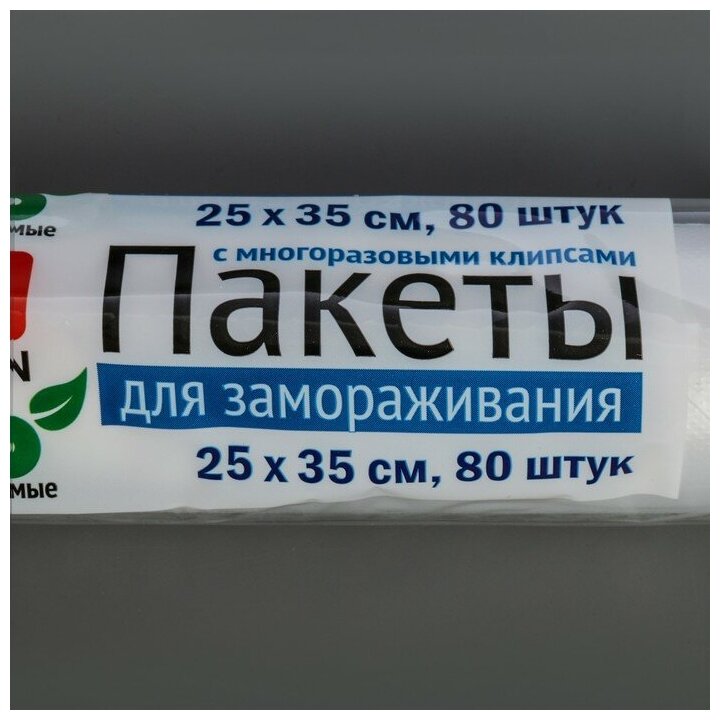 25 х 35 см, 80 штук
с многоразовыми клипсами
Пакеты
для замораживания
25 х 35 см, 80 штук